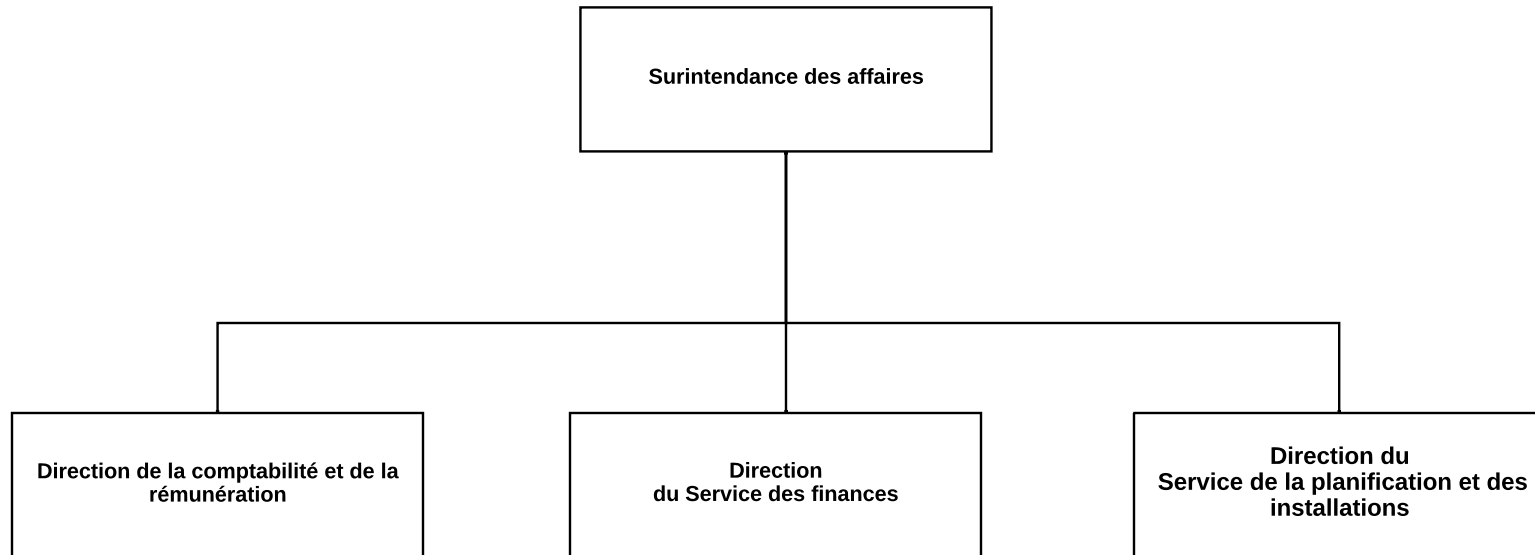 Surintendance des affaires
Direction de la comptabilité et de la
rémunération
Direction
du Service des finances
Direction du
Service de la planification et des
installations